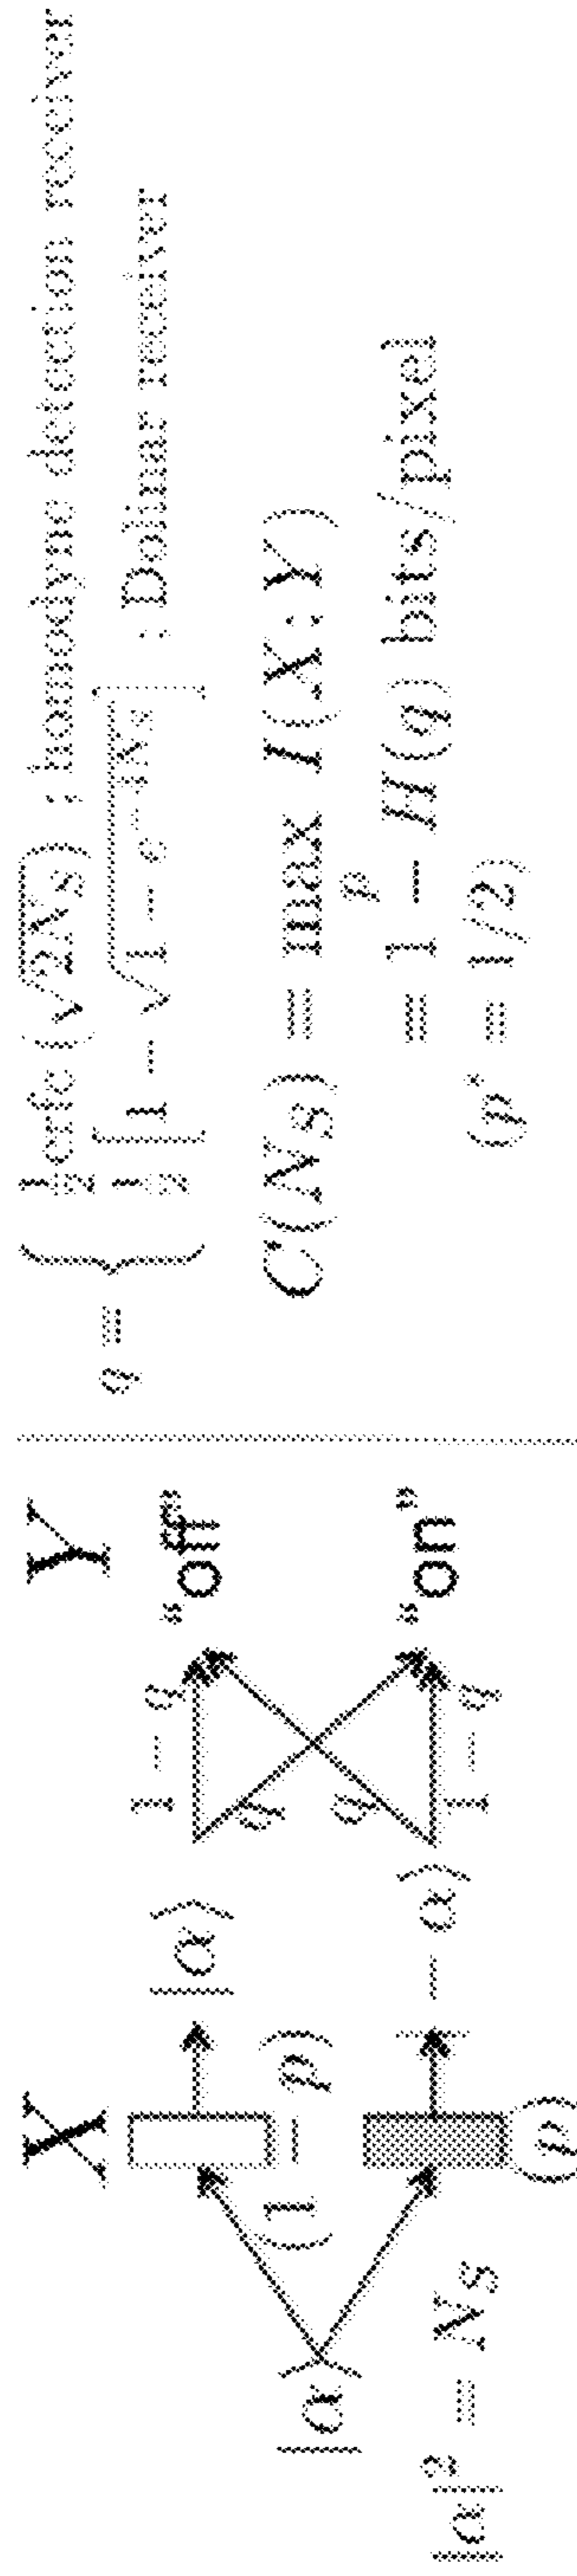 X Y
|α⟩
|α|² = N_S
(1 − p)
(p)
|α⟩
|−α⟩
1 − q
q
q
1 − q
"off"
"on"
q = { ½erfc(√2N_S) : homodyne detection receiver
½[1 − √1 − e^−4N_S] : Dolinar receiver
C(N_S) = max_p I(X; Y)
= 1 − H(q) bits/pixel
(p* = 1/2)